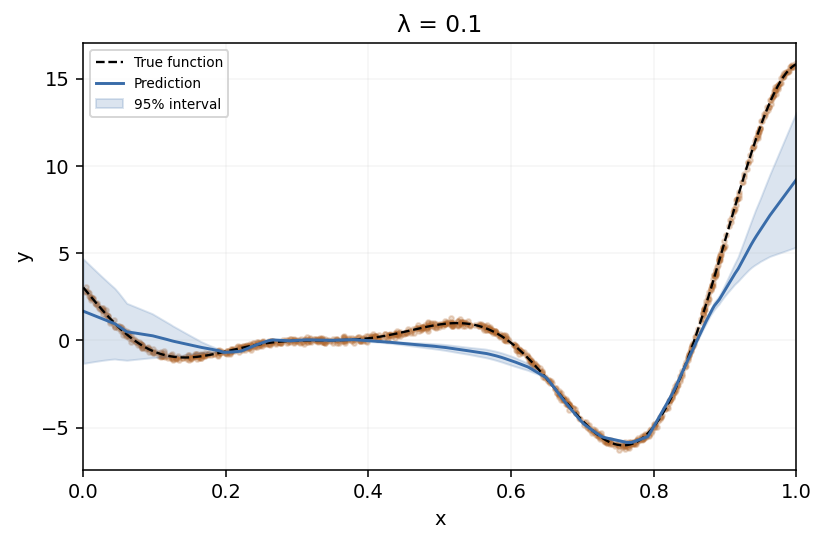 λ = 0.1
True function
Prediction
95% interval
y
15
10
5
0
−5
0.0 0.2 0.4 0.6 0.8 1.0
x